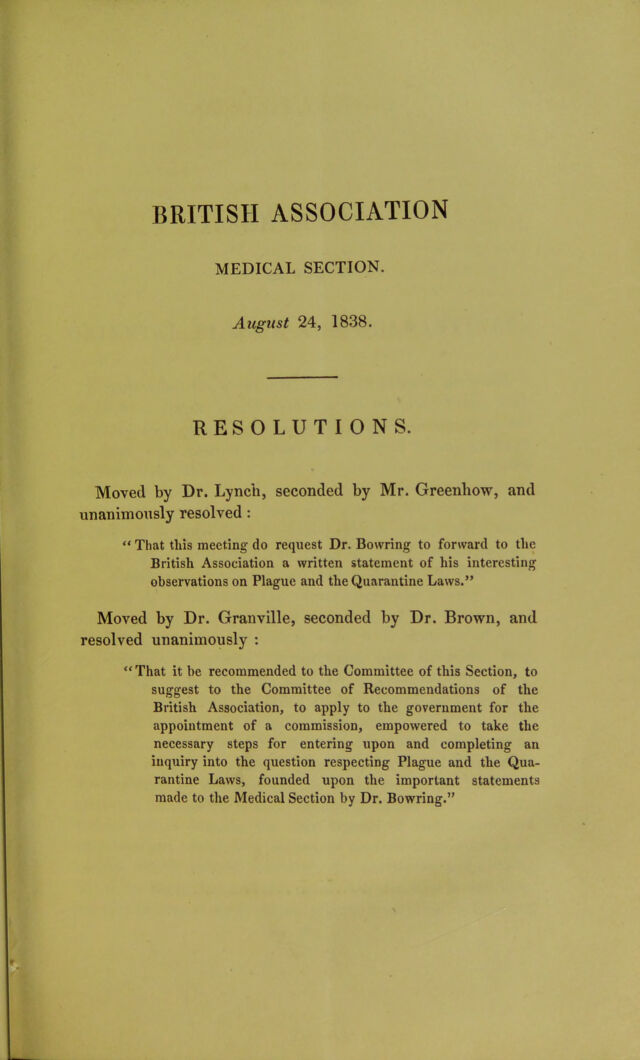 BRITISH ASSOCIATION
MEDICAL SECTION.
August 24, 1838.
RESOLUTIONS.
Moved by Dr. Lynch, seconded by Mr. Greenhow, and
unanimously resolved :
“That this meeting do request Dr. Bowring to forward to the
British Association a written statement of his interesting
observations on Plague and the Quarantine Laws.”
Moved by Dr. Granville, seconded by Dr. Brown, and
resolved unanimously :
“That it be recommended to the Committee of this Section, to
suggest to the Committee of Recommendations of the
British Association, to apply to the government for the
appointment of a commission, empowered to take the
necessary steps for entering upon and completing an
inquiry into the question respecting Plague and the Qua-
rantine Laws, founded upon the important statements
made to the Medical Section by Dr. Bowring.”